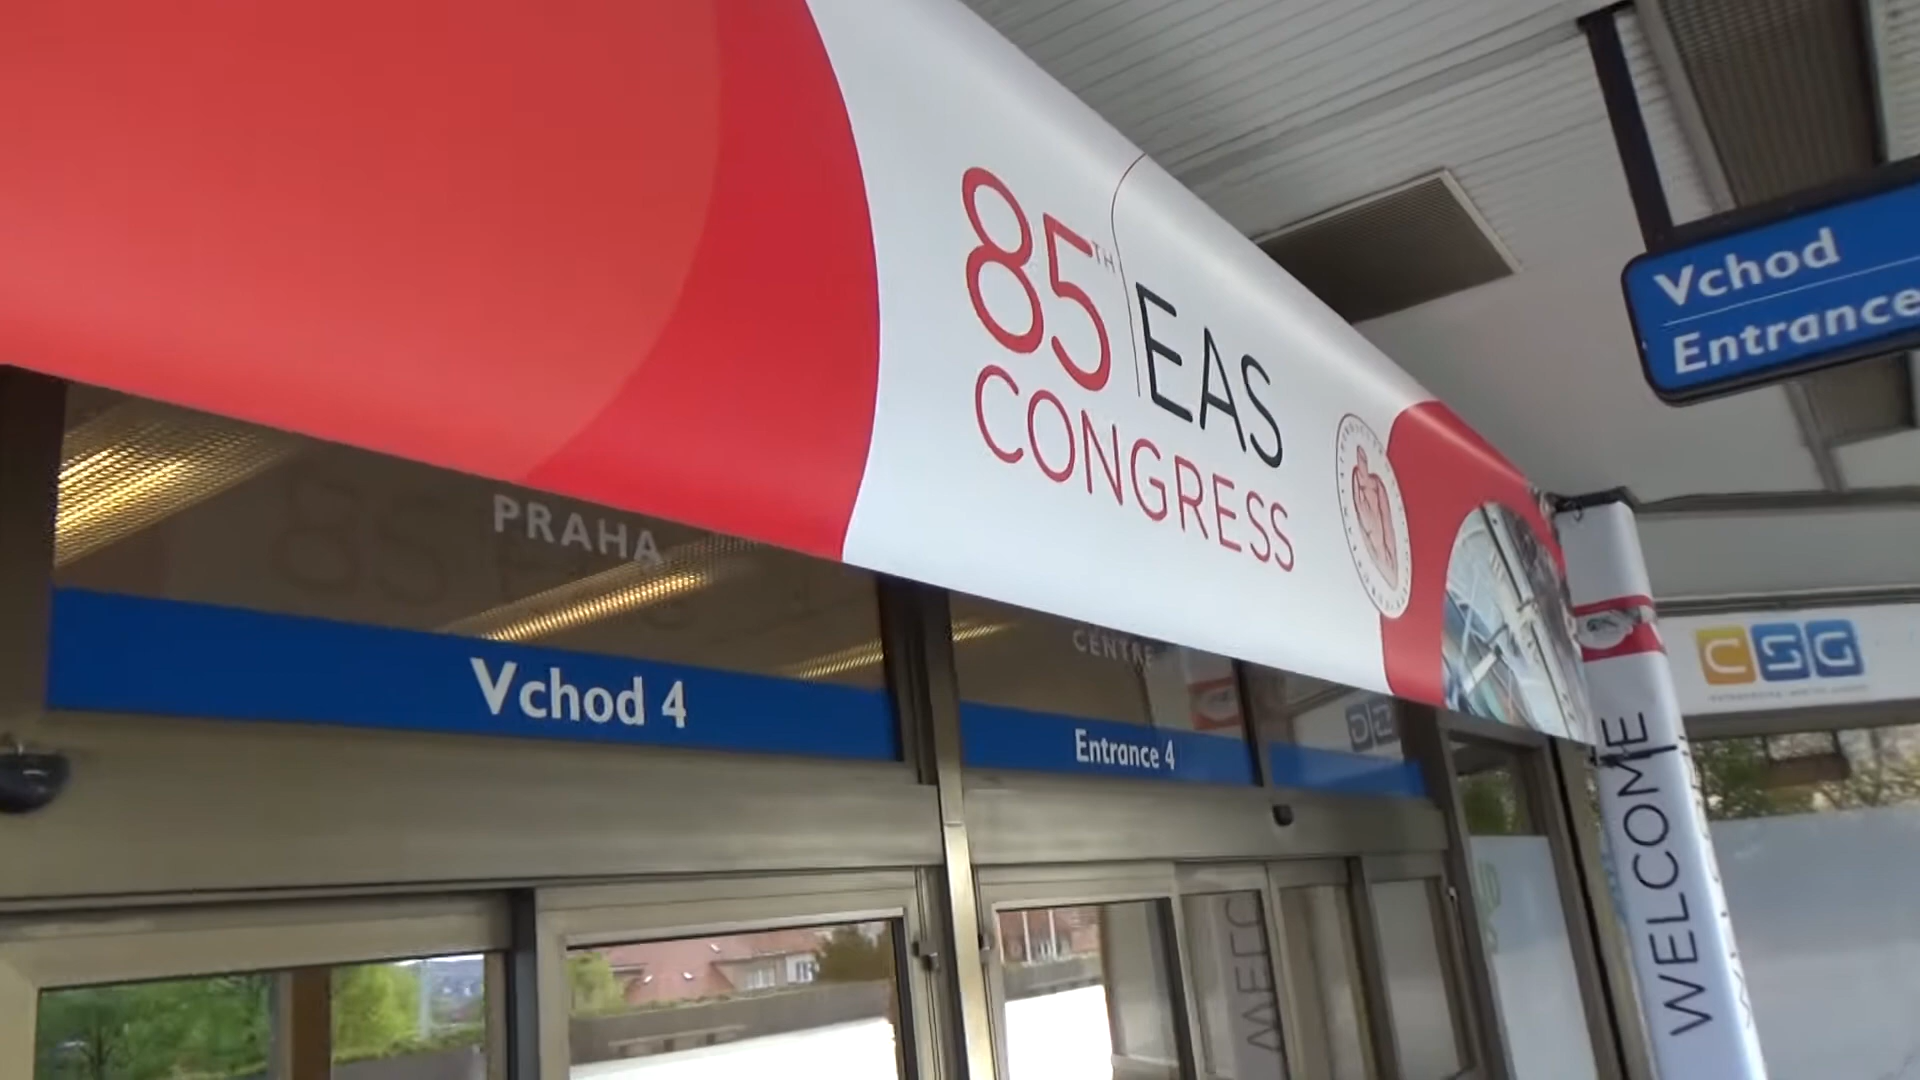 85TH EAS
CONGRESS
Vchod
Entrance
PRAHA
CENTRE
Vchod 4
Entrance 4
CSG
WELCOME